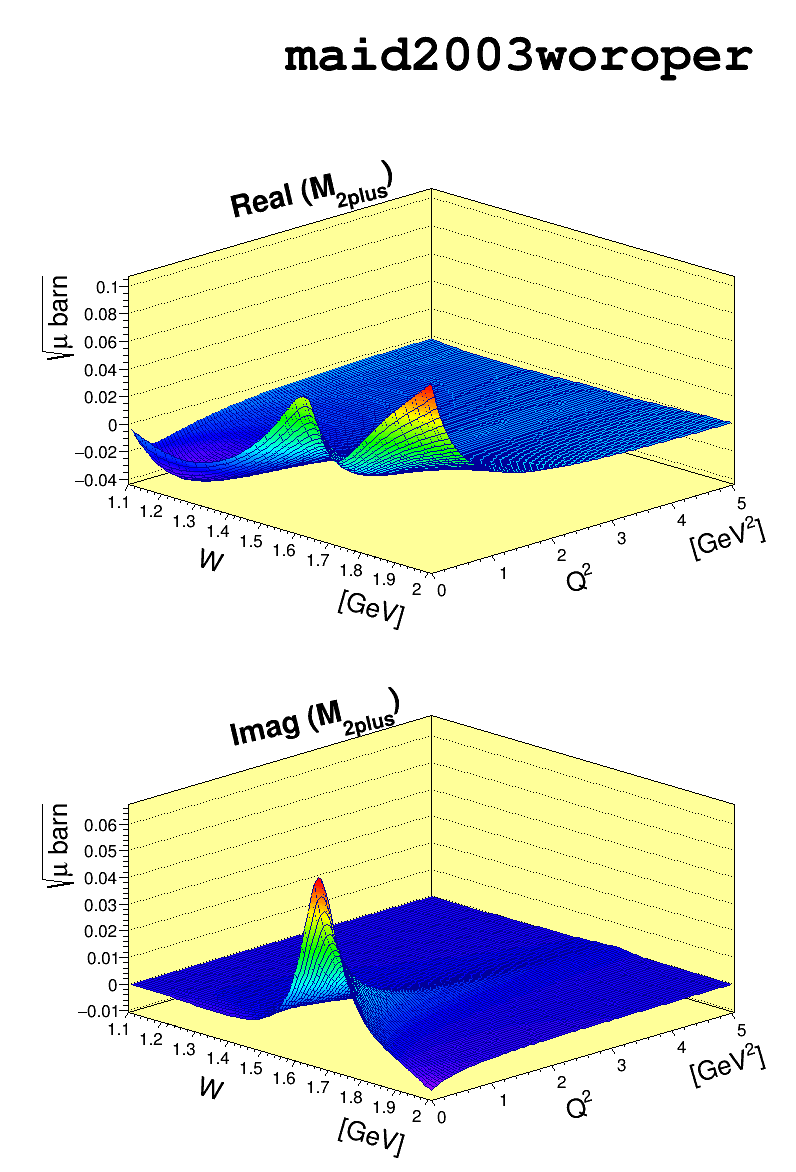 maid2003woroper
Real (M2plus)
√μ barn
0.1
0.08
0.06
0.04
0.02
0
−0.02
−0.04
1.1 1.2 1.3 1.4 1.5 1.6 1.7 1.8 1.9 2
W
[GeV]
0 1 2 3 4 5
Q2
[GeV2]
Imag (M2plus)
√μ barn
0.06
0.05
0.04
0.03
0.02
0.01
0
−0.01
1.1 1.2 1.3 1.4 1.5 1.6 1.7 1.8 1.9 2
W
[GeV]
0 1 2 3 4 5
Q2
[GeV2]